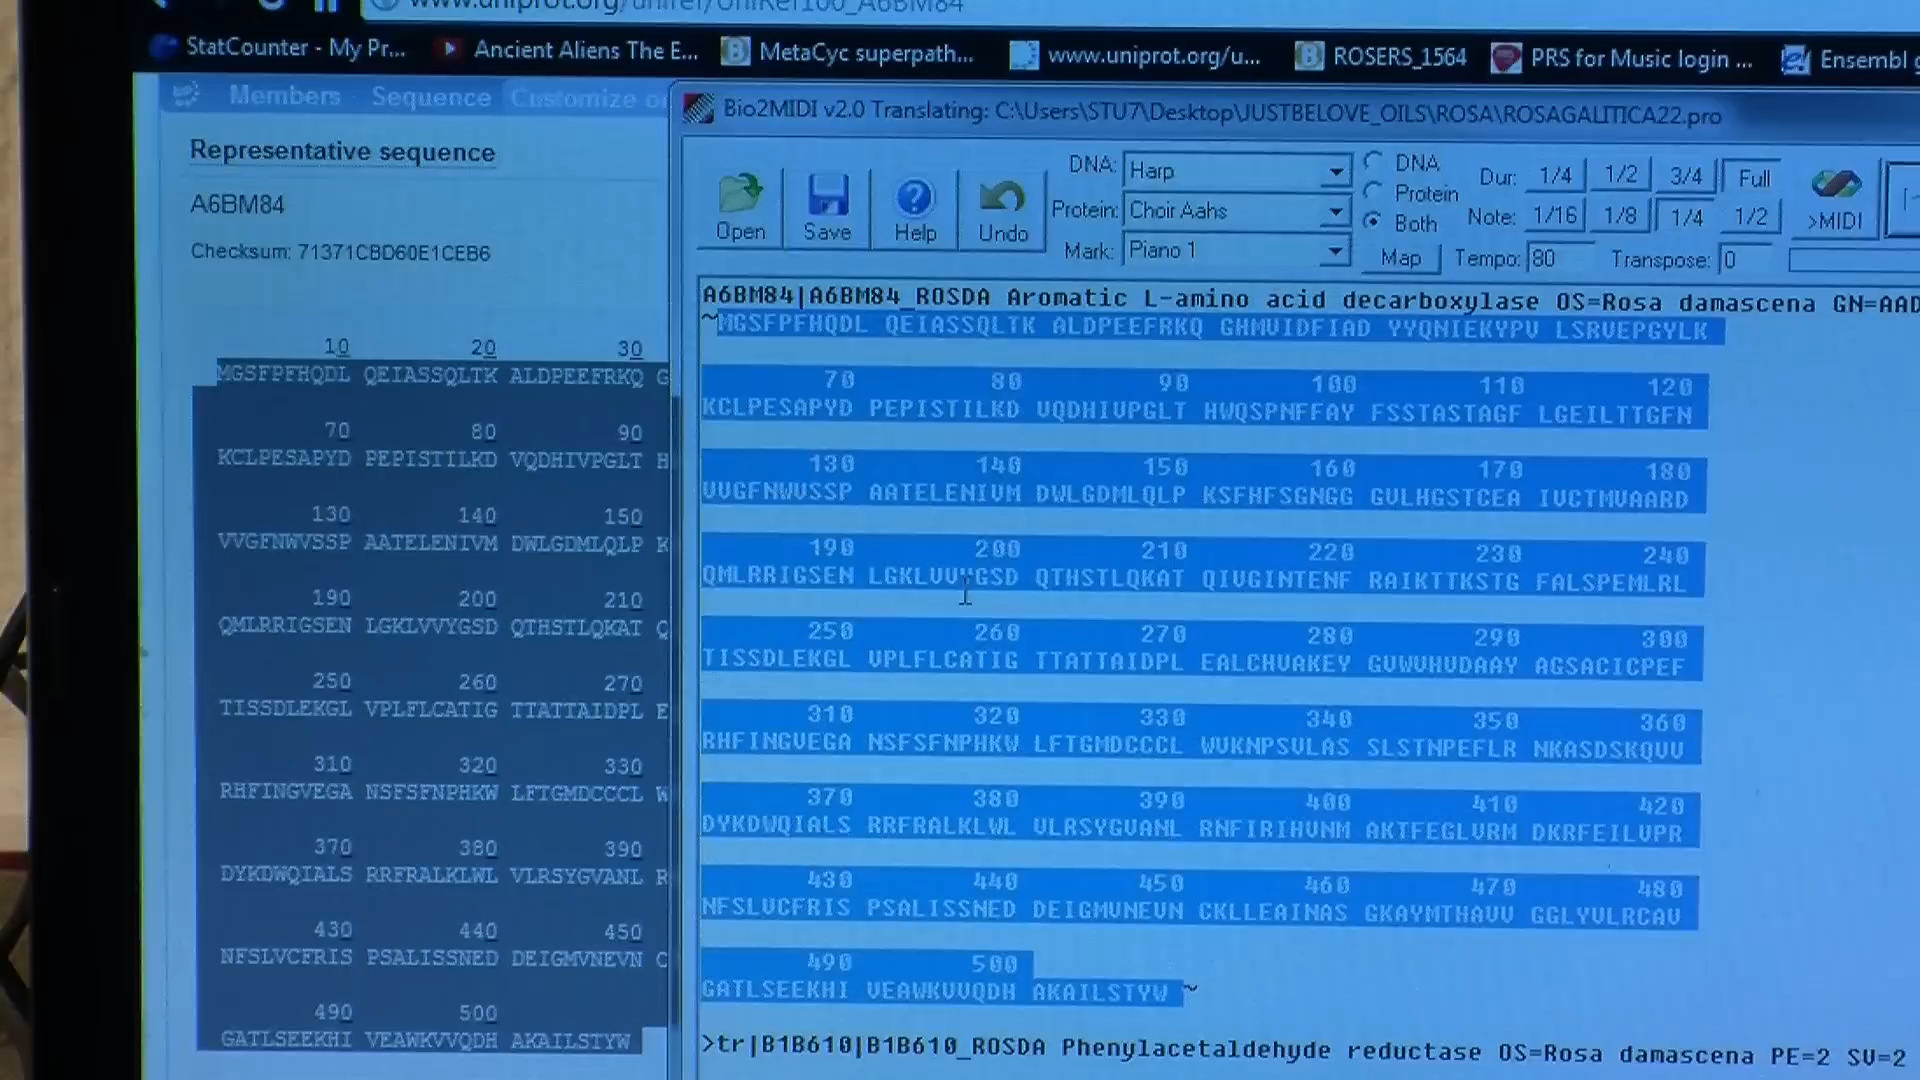 www.uniprot.org/uniref/UniRef100_A6BM84
StatCounter - My Pr... Ancient Aliens The E... MetaCyc superpath... www.uniprot.org/u... ROSERS_1564 PRS for Music login ... Ensembl
Members Sequence Customize
Representative sequence
A6BM84
Checksum: 71371CBD60E1CEB6
10 20 30
MGSFPFHQDL QEIASSQLTK ALDPEEFRKQ G
70 80 90
KCLPESAPYD PEPISTILKD VQDHIVPGLT H
130 140 150
VVGFNWVSSP AATELENIVM DWLGDMLQLP K
190 200 210
QMLRRIGSEN LGKLVVYGSD QTHSTLQKAT Q
250 260 270
TISSDLEKGL VPLFLCATIG TTATTAIDPL E
310 320 330
RHFINGVEGA NSFSFNPHKW LFTGMDCCCL W
370 380 390
DYKDWQIALS RRFRALKLWL VLRSYGVANL R
430 440 450
NFSLVCFRIS PSALISSNED DEIGMVNEVN C
490 500
GATLSEEKHI VEAWKVVQDH AKAILSTYW
Bio2MIDI v2.0 Translating: C:\Users\STU7\Desktop\JUSTBELOVE_OILS\ROSA\ROSAGALITICA22.pro
Open Save Help Undo
DNA: Harp
Protein: Choir Aahs
Mark: Piano 1
DNA
Protein
Both
Map
Dur: 1/4 1/2 3/4 Full
Note: 1/16 1/8 1/4 1/2
Tempo: 80 Transpose: 0
>MIDI
A6BM84|A6BM84_ROSDA Aromatic L-amino acid decarboxylase OS=Rosa damascena GN=AAD
~MGSFPFHQDL QEIASSQLTK ALDPEEFRKQ GHMVIDFIAD YYQNIEKYPV LSRVEPGYLK
70 80 90 100 110 120
KCLPESAPYD PEPISTILKD VQDHIVPGLT HWQSPNFFAY FSSTASTAGF LGEILTTGFN
130 140 150 160 170 180
VVGFNWVSSP AATELENIVM DWLGDMLQLP KSFHFSGNGG GVLHGSTCEA IVCTMVAARD
190 200 210 220 230 240
QMLRRIGSEN LGKLVVYGSD QTHSTLQKAT QIVGINTENF RAIKTTKSTG FALSPEMLRL
250 260 270 280 290 300
TISSDLEKGL VPLFLCATIG TTATTAIDPL EALCHVAKEY GVWVHVDAAY AGSACICPEF
310 320 330 340 350 360
RHFINGVEGA NSFSFNPHKW LFTGMDCCCL WVKNPSVLAS SLSTNPEFLR NKASDSKQVV
370 380 390 400 410 420
DYKDWQIALS RRFRALKLWL VLRSYGVANL RNFIRIHVNM AKTFEGLVRM DKRFEILVPR
430 440 450 460 470 480
NFSLVCFRIS PSALISSNED DEIGMVNEVN CKLLEAINAS GKAYMTHAVV GGLYVLRCAV
490 500
GATLSEEKHI VEAWKVVQDH AKAILSTYW ~
>tr|B1B610|B1B610_ROSDA Phenylacetaldehyde reductase OS=Rosa damascena PE=2 SV=2